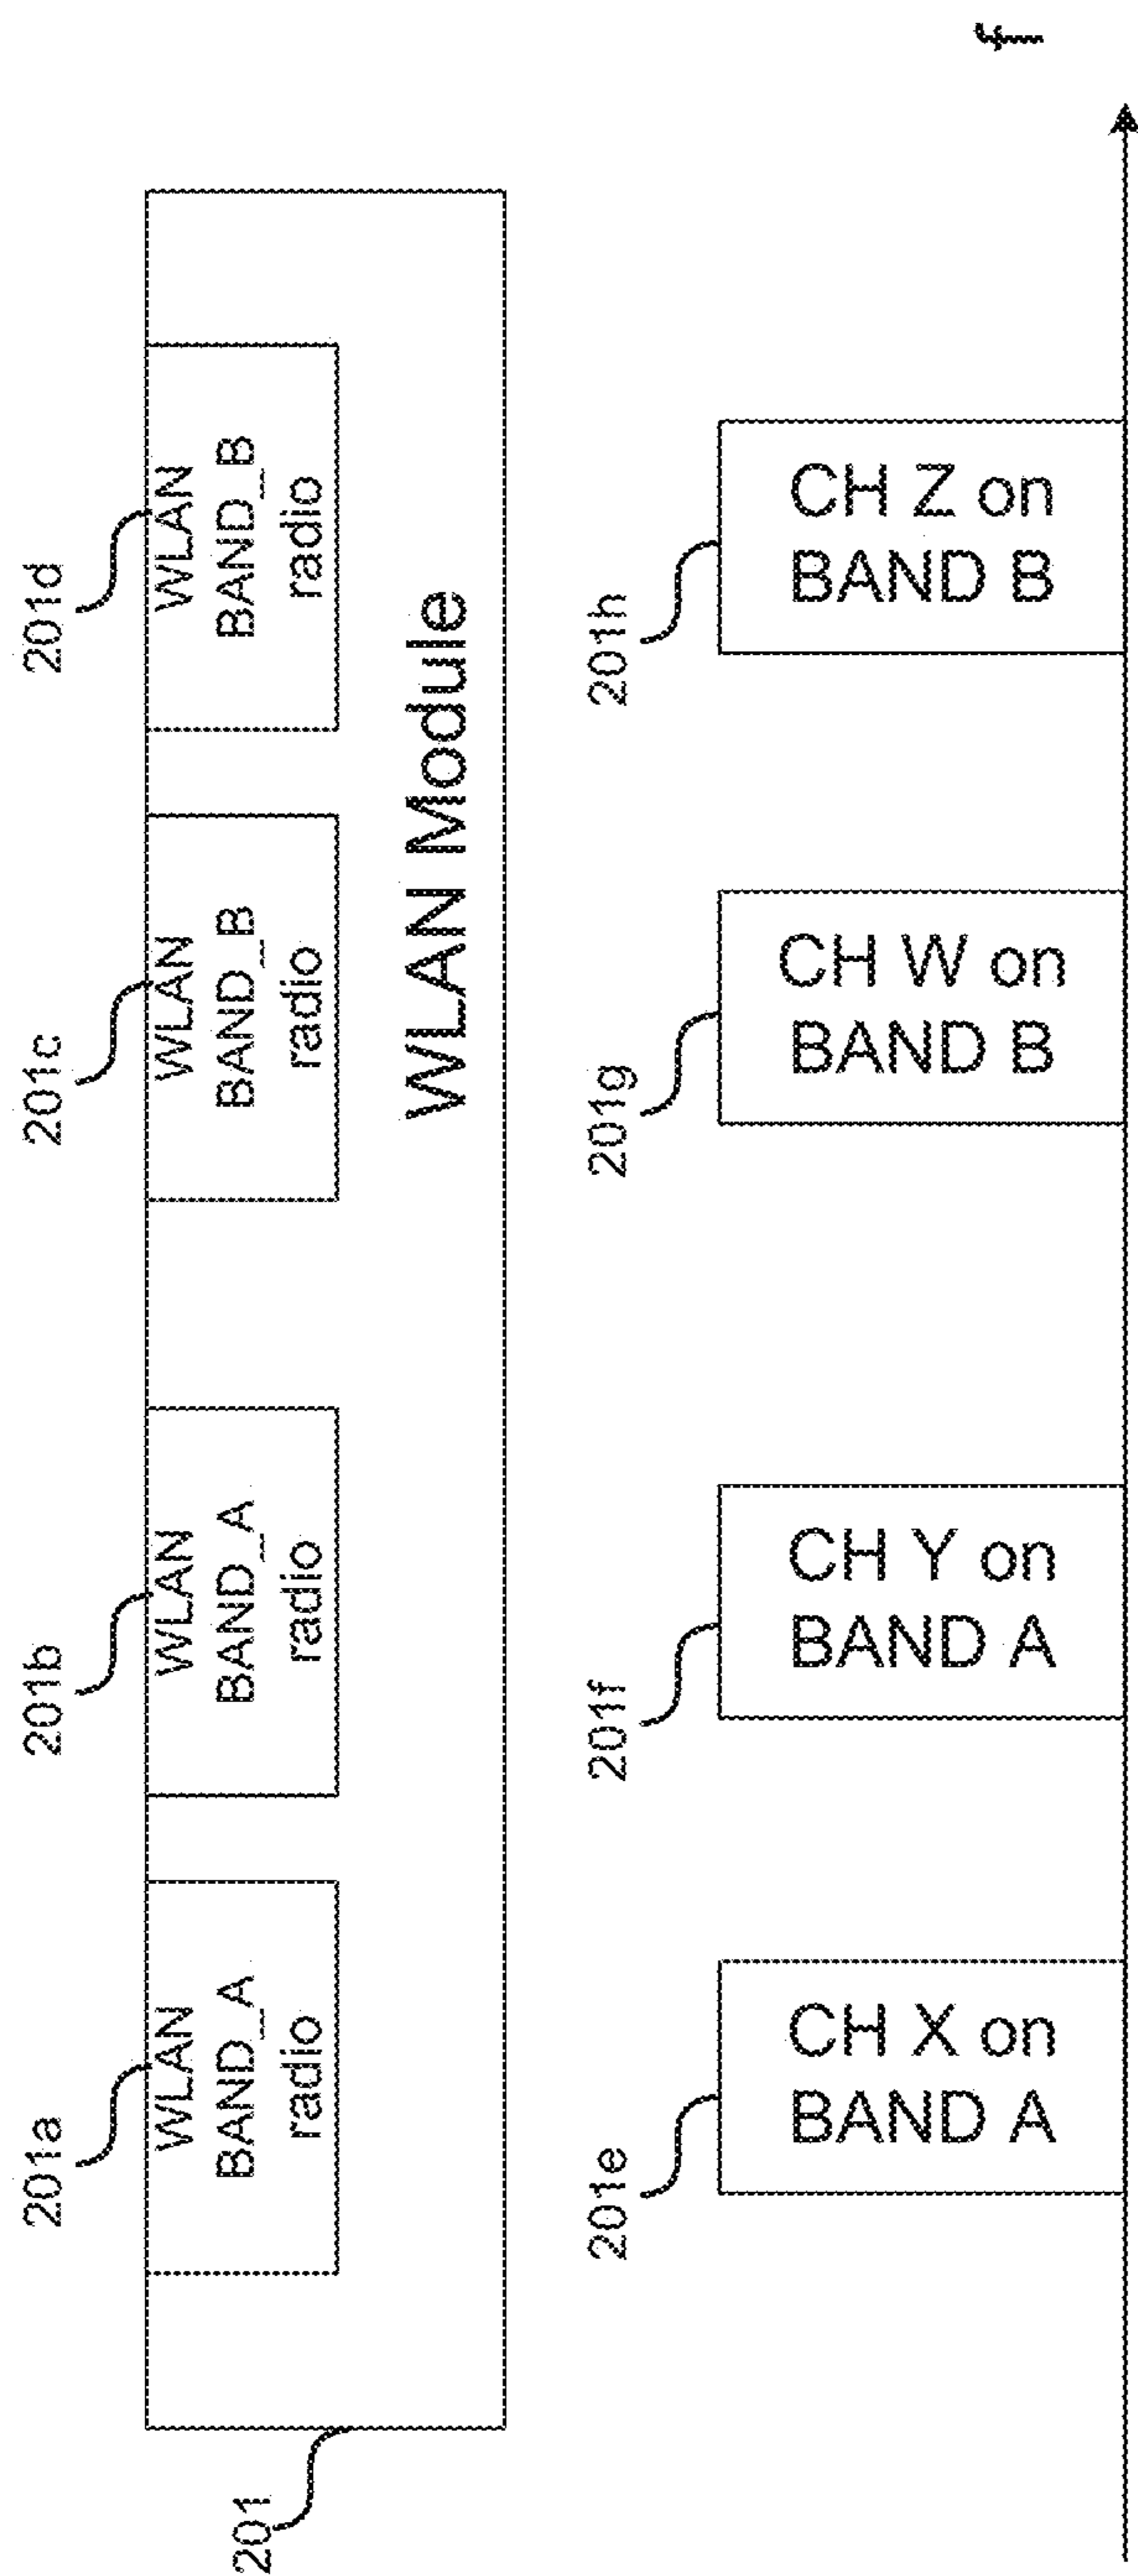 201a
201b
201c
201d
WLAN
BAND_A
radio
WLAN
BAND_A
radio
WLAN
BAND_B
radio
WLAN
BAND_B
radio
201
WLAN Module
201e
201f
201g
201h
CH X on
BAND A
CH Y on
BAND A
CH W on
BAND B
CH Z on
BAND B
f